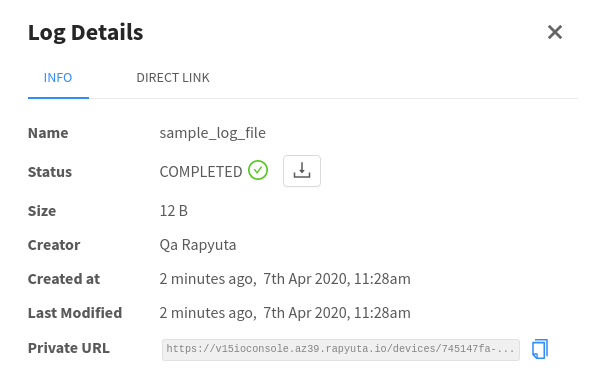 Log Details
INFO DIRECT LINK
Name sample_log_file
Status COMPLETED
Size 12 B
Creator Qa Rapyuta
Created at 2 minutes ago, 7th Apr 2020, 11:28am
Last Modified 2 minutes ago, 7th Apr 2020, 11:28am
Private URL https://v15ioconsole.az39.rapyuta.io/devices/745147fa-...